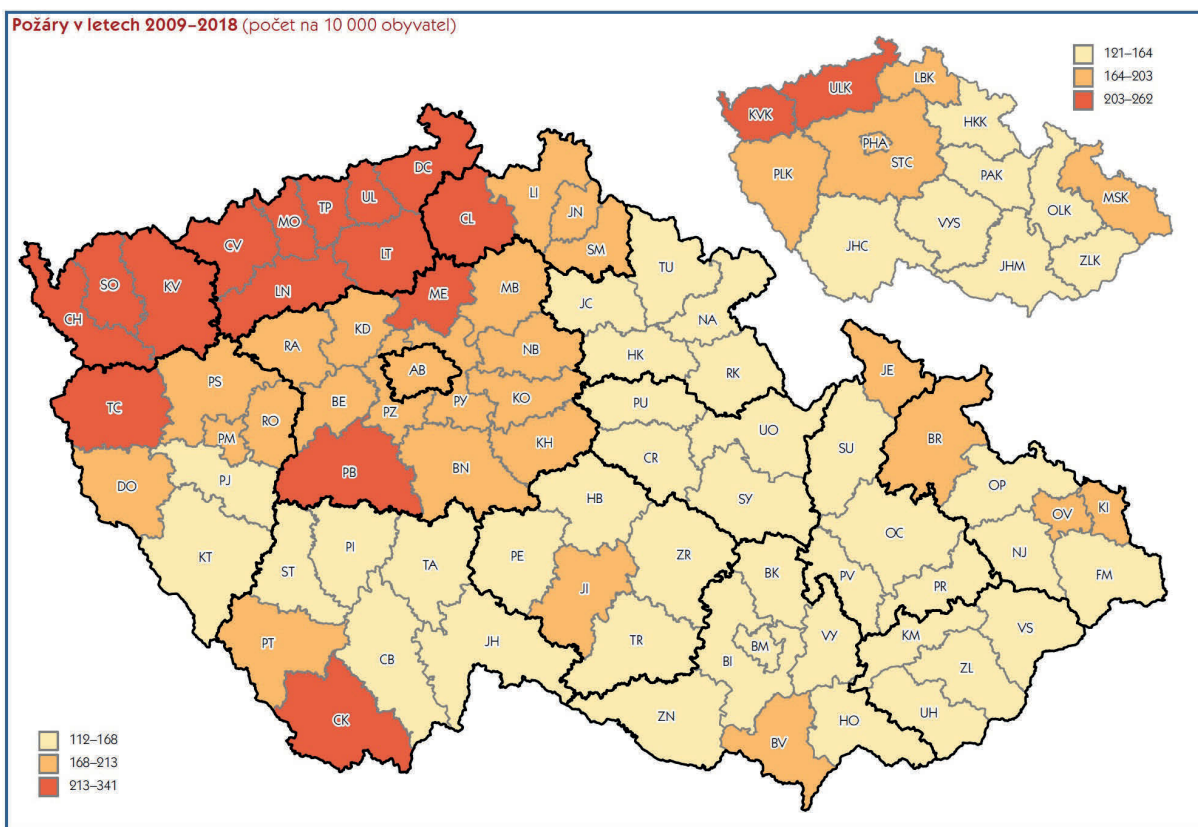 Požáry v letech 2009–2018 (počet na 10 000 obyvatel)
121–164
164–203
203–262
ULK
LBK
KVK
HKK
PHA
STC
PLK
PAK
MSK
OLK
VYS
JHC
JHM
ZLK
DC
UL
TP
LI
MO
CL
JN
CV
LT
SM
SO
KV
LN
TU
ME
MB
CH
JC
NA
KD
RA
NB
HK
AB
RK
JE
PS
TC
BE
PZ
PY
KO
PU
RO
UO
PM
KH
BR
SU
CR
PB
BN
PJ
DO
SY
OP
HB
OV
KI
OC
NJ
KT
PI
PE
ZR
ST
TA
BK
PV
PR
FM
JI
VS
KM
PT
TR
JH
BM
VY
CB
BI
ZL
UH
ZN
HO
CK
BV
112–168
168–213
213–341